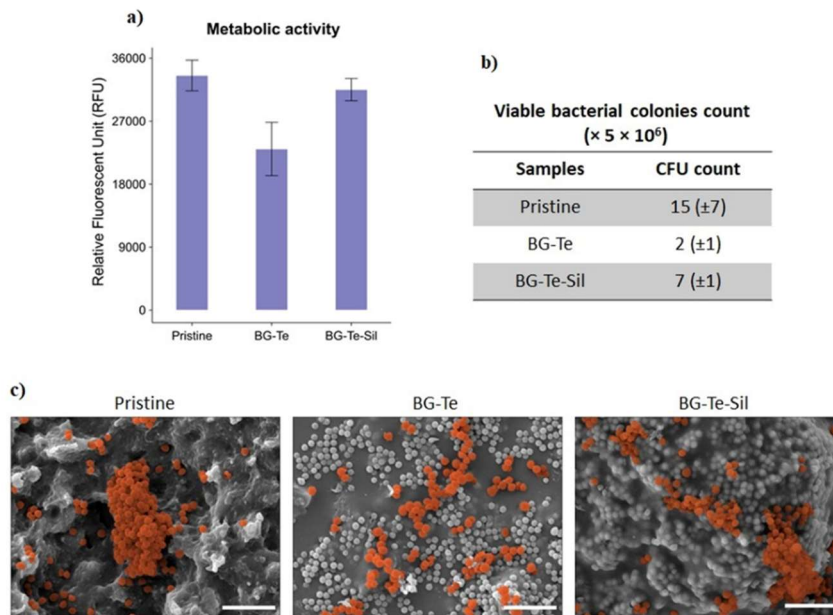 a)
Metabolic activity
Relative Fluorescent Unit (RFU)
36000
27000
18000
9000
0
Pristine BG-Te BG-Te-Sil
b)
Viable bacterial colonies count
(× 5 × 10⁶)
Samples CFU count
Pristine 15 (±7)
BG-Te 2 (±1)
BG-Te-Sil 7 (±1)
c)
Pristine BG-Te BG-Te-Sil